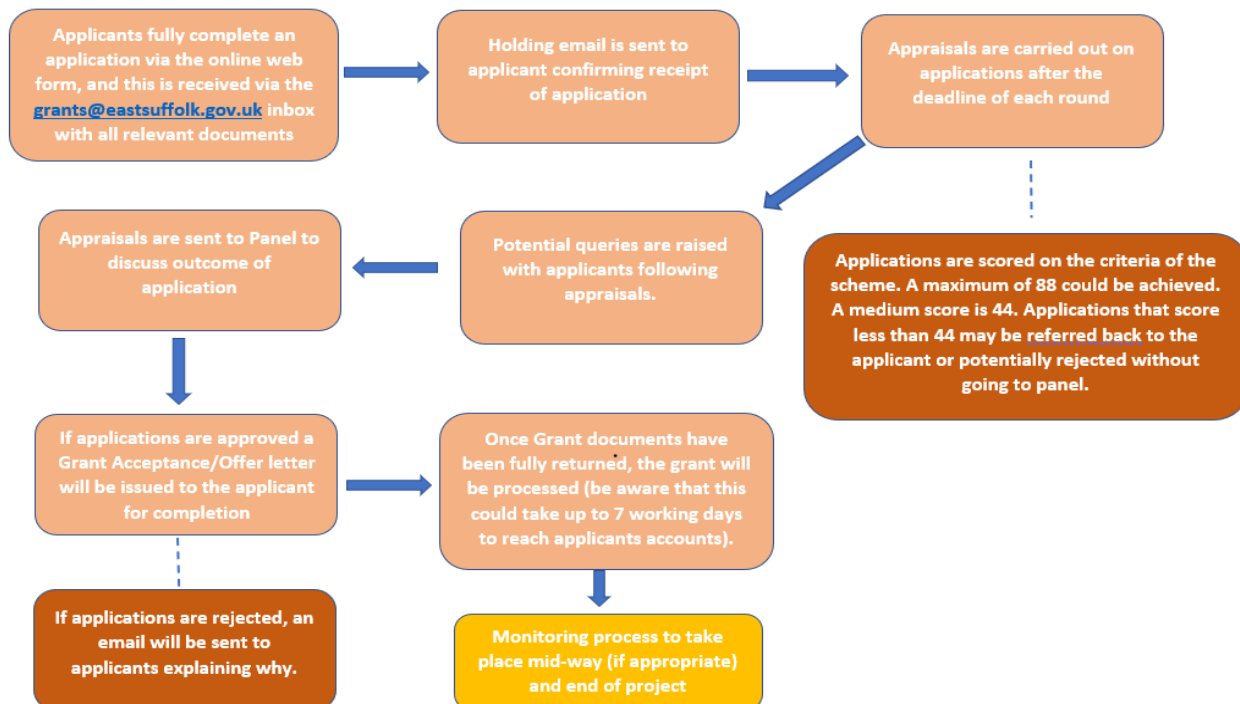 Applicants fully complete an
application via the online web
form, and this is received via the
grants@eastsuffolk.gov.uk inbox
with all relevant documents
Holding email is sent to
applicant confirming receipt
of application
Appraisals are carried out on
applications after the
deadline of each round
Applications are scored on the criteria of the
scheme. A maximum of 88 could be achieved.
A medium score is 44. Applications that score
less than 44 may be referred back to the
applicant or potentially rejected without
going to panel.
Potential queries are raised
with applicants following
appraisals.
Appraisals are sent to Panel to
discuss outcome of
application
If applications are approved a
Grant Acceptance/Offer letter
will be issued to the applicant
for completion
If applications are rejected, an
email will be sent to
applicants explaining why.
Once Grant documents have
been fully returned, the grant will
be processed (be aware that this
could take up to 7 working days
to reach applicants accounts).
Monitoring process to take
place mid-way (if appropriate)
and end of project